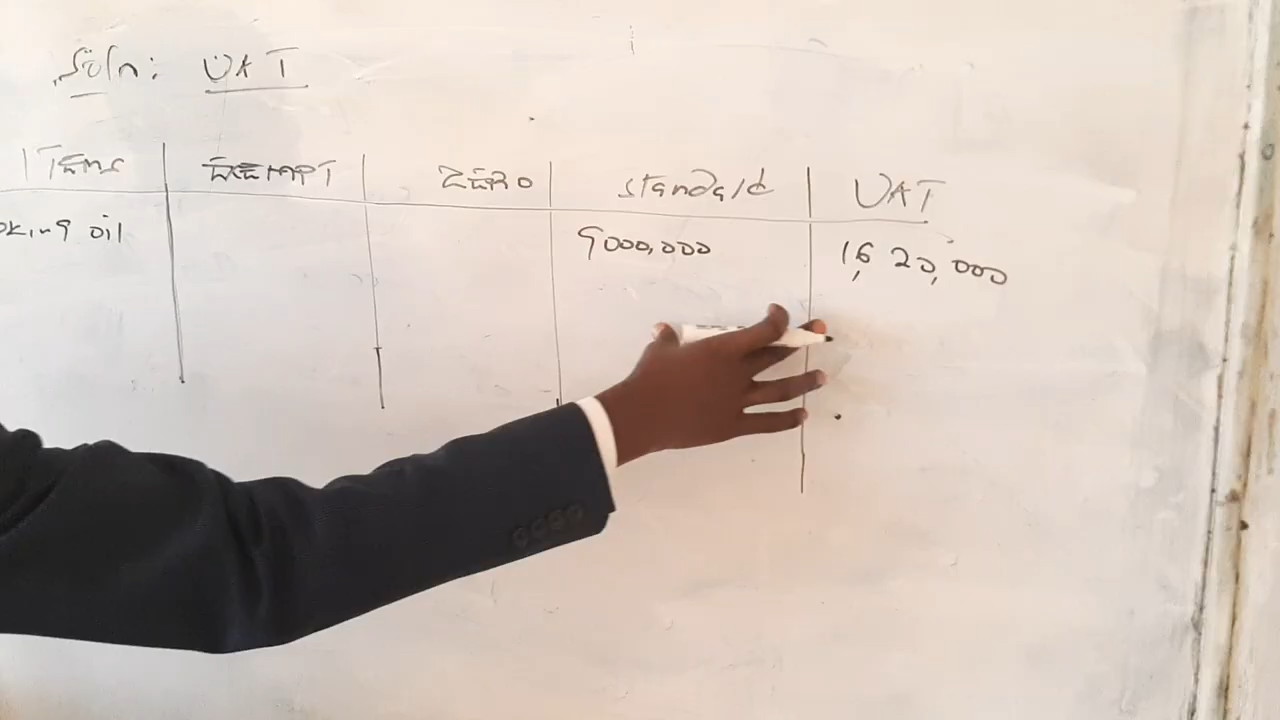 Soln: VAT
ITEMS EXEMPT ZERO standard VAT
oking oil 9000,000 1,620,000